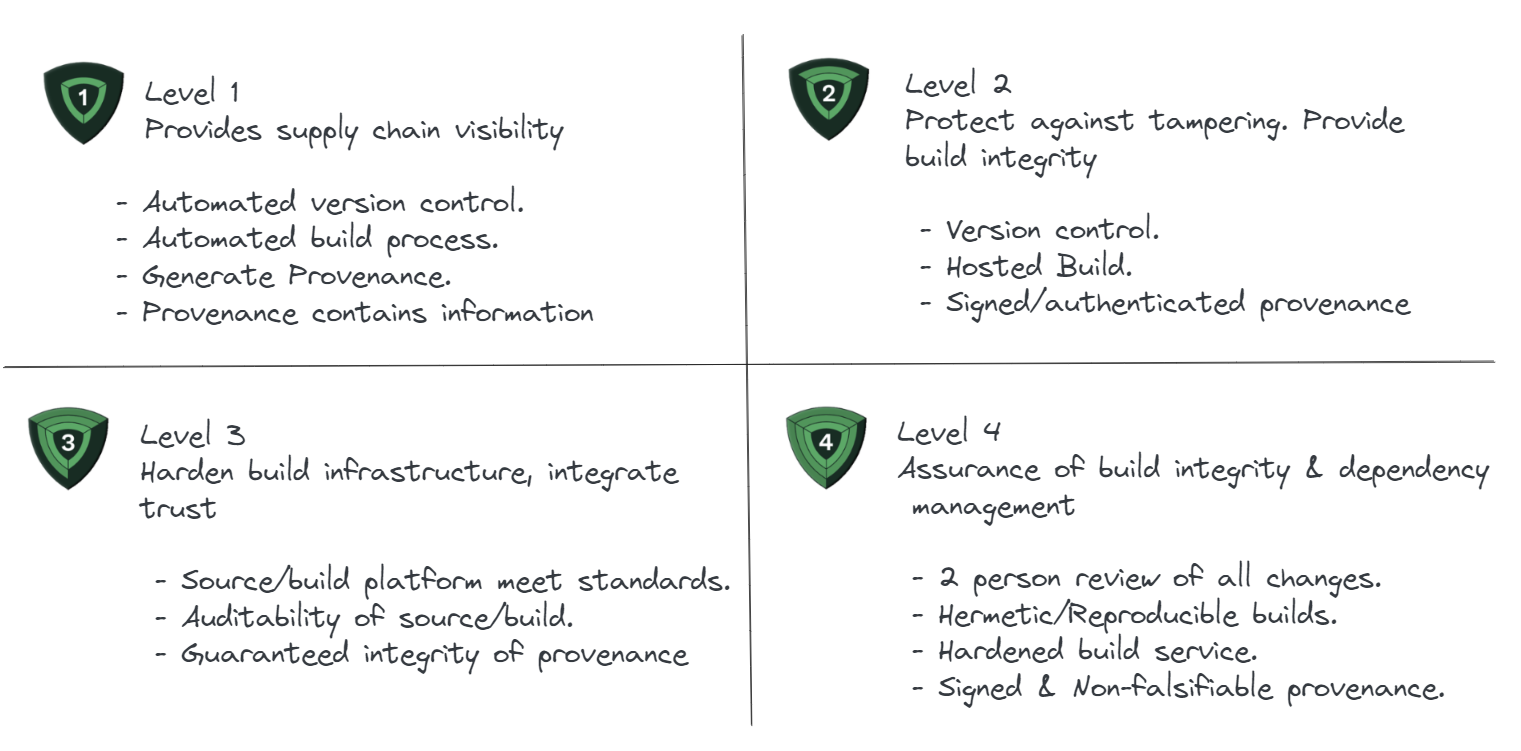 1
Level 1
Provides supply chain visibility
- Automated version control.
- Automated build process.
- Generate Provenance.
- Provenance contains information
2
Level 2
Protect against tampering. Provide
build integrity
- Version control.
- Hosted Build.
- Signed/authenticated provenance
3
Level 3
Harden build infrastructure, integrate
trust
- Source/build platform meet standards.
- Auditability of source/build.
- Guaranteed integrity of provenance
4
Level 4
Assurance of build integrity & dependency
management
- 2 person review of all changes.
- Hermetic/Reproducible builds.
- Hardened build service.
- Signed & Non-falsifiable provenance.